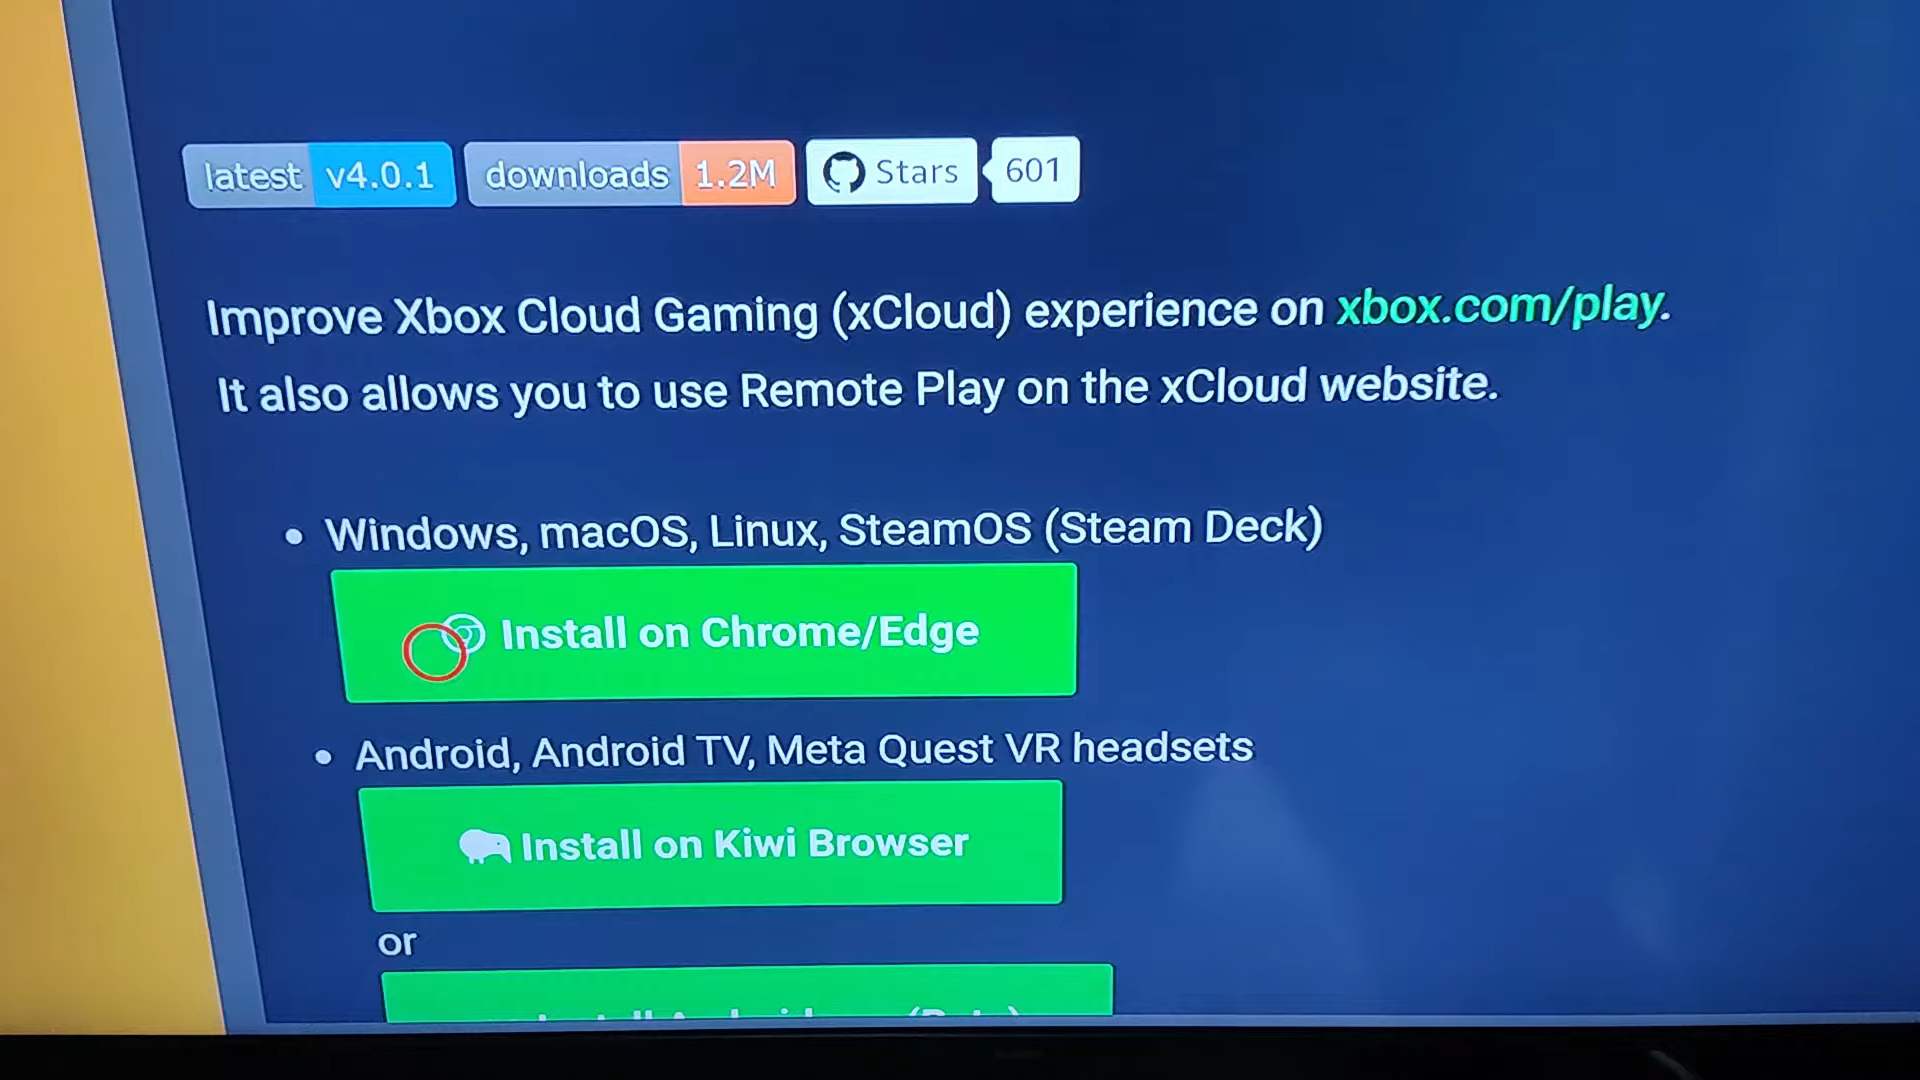 latest v4.0.1 downloads 1.2M Stars 601
Improve Xbox Cloud Gaming (xCloud) experience on xbox.com/play.
It also allows you to use Remote Play on the xCloud website.
• Windows, macOS, Linux, SteamOS (Steam Deck)
Install on Chrome/Edge
• Android, Android TV, Meta Quest VR headsets
Install on Kiwi Browser
or